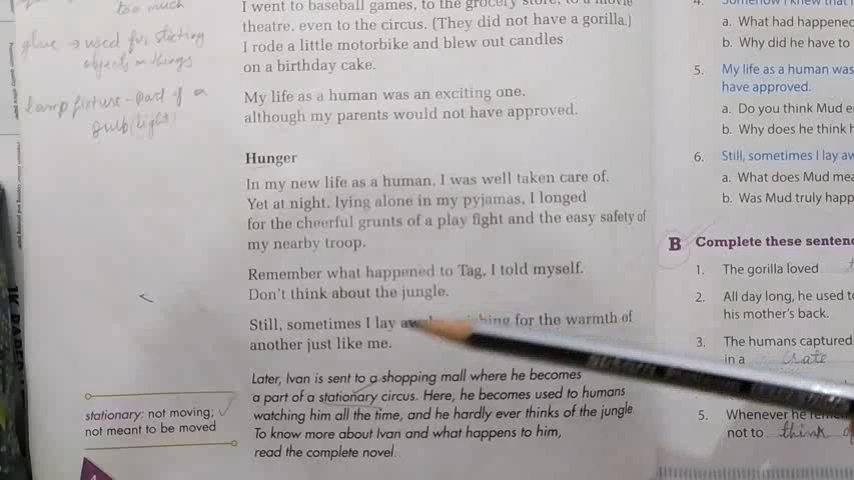 too much
glue → used for sticking
objects on things
lamp fixture - part of a
bulb (light)
I went to baseball games, to the grocery store, to a movie
theatre, even to the circus. (They did not have a gorilla.)
I rode a little motorbike and blew out candles
on a birthday cake.
My life as a human was an exciting one.
although my parents would not have approved.
Hunger
In my new life as a human, I was well taken care of.
Yet at night, lying alone in my pyjamas, I longed
for the cheerful grunts of a play fight and the easy safety of
my nearby troop.
Remember what happened to Tag, I told myself.
Don't think about the jungle.
Still, sometimes I lay for the warmth of
another just like me.
Later, Ivan is sent to a shopping mall where he becomes
a part of a stationary circus. Here, he becomes used to humans
watching him all the time, and he hardly ever thinks of the jungle.
To know more about Ivan and what happens to him,
read the complete novel.
stationary: not moving;
not meant to be moved
4. Somehow I knew that
a. What had happened
b. Why did he have to
5. My life as a human was
have approved.
a. Do you think Mud
b. Why does he think
6. Still, sometimes I lay
a. What does Mud
b. Was Mud truly
B Complete these
1. The gorilla loved
2. All day long, he used
his mother's back.
3. The humans captured
in a crate
5. Whenever he
not to think